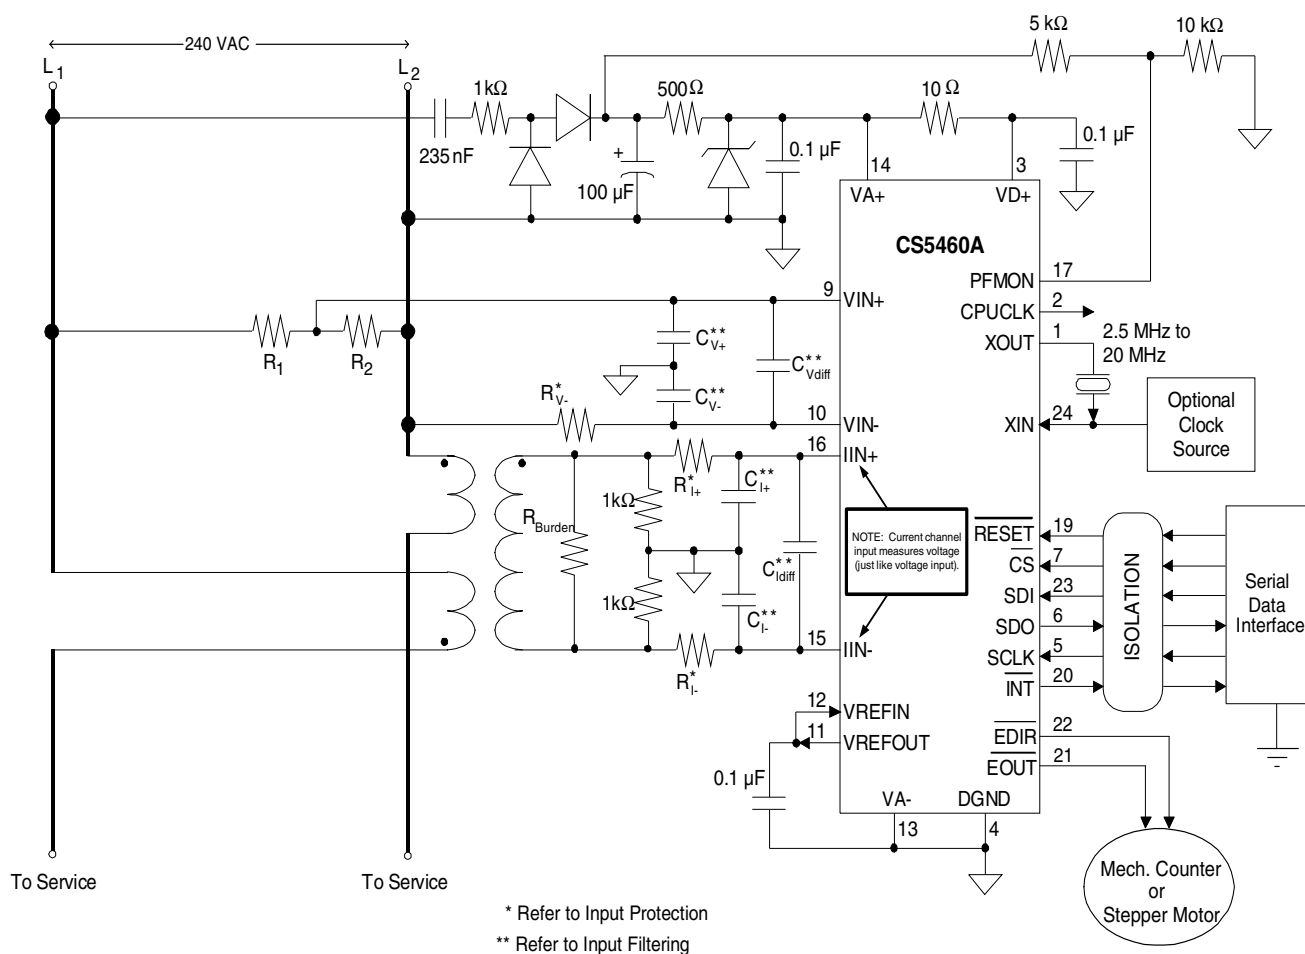 240 VAC
L1
L2
5 kΩ
10 kΩ
1kΩ
500Ω
10 Ω
235 nF
+
100 µF
0.1 µF
0.1 µF
14
3
VA+
VD+
CS5460A
PFMON
17
CPUCLK
2
XOUT
1
2.5 MHz to
20 MHz
XIN
24
Optional
Clock
Source
9
VIN+
R1
R2
CV+**
CVdiff**
CV-**
RV-*
10
VIN-
16
IIN+
RI+*
CI+**
1kΩ
RBurden
NOTE: Current channel
input measures voltage
(just like voltage input).
CIdiff**
1kΩ
CI-**
RI-*
15
IIN-
RESET
19
CS
7
SDI
23
SDO
6
SCLK
5
INT
20
ISOLATION
Serial
Data
Interface
12
VREFIN
11
VREFOUT
EDIR
22
EOUT
21
0.1 µF
VA-
DGND
13
4
Mech. Counter
or
Stepper Motor
To Service
To Service
* Refer to Input Protection
** Refer to Input Filtering